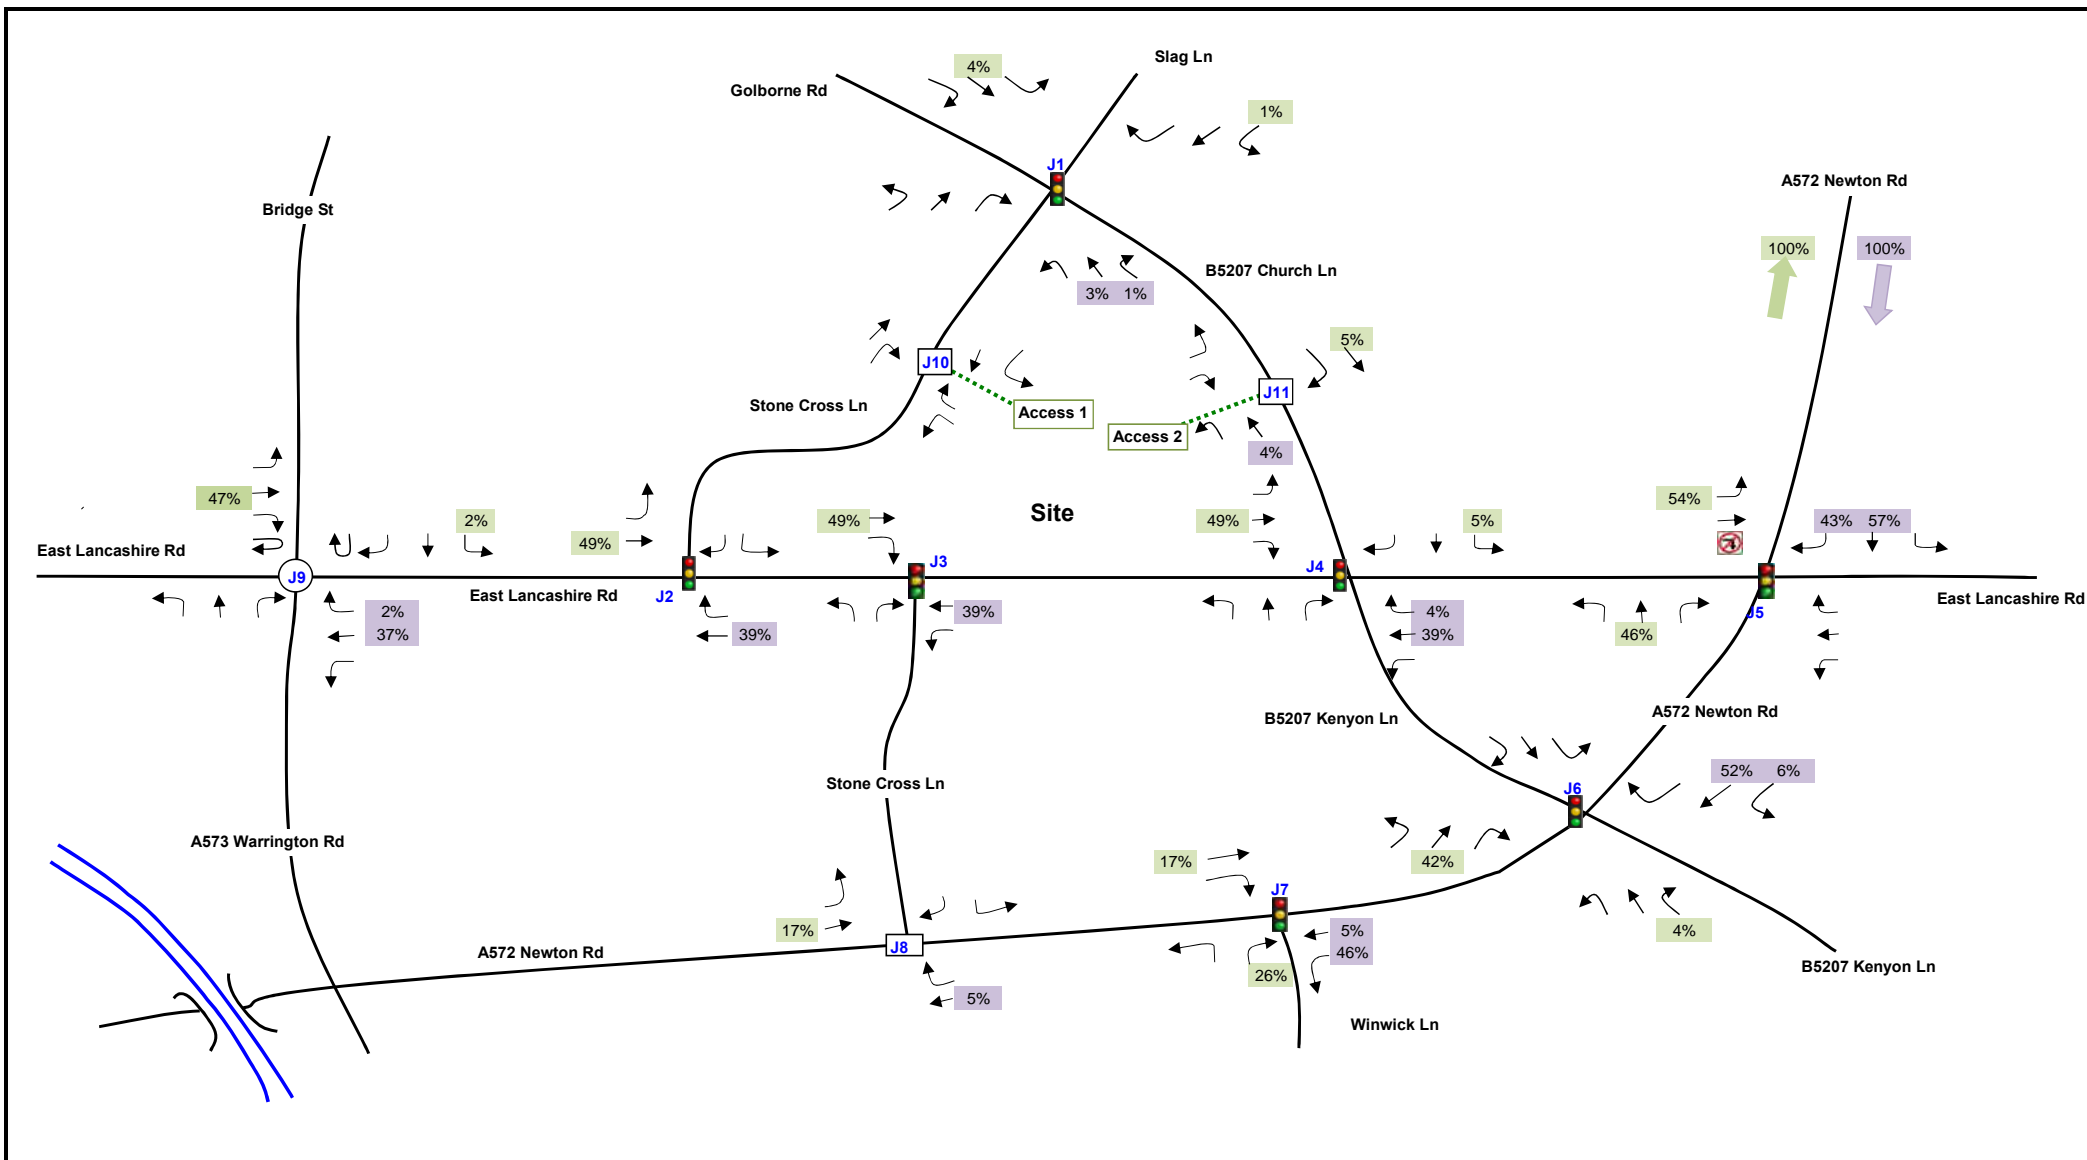 Slag Ln
4%
Golborne Rd
1%
J1
A572 Newton Rd
Bridge St
100% 100%
B5207 Church Ln
3% 1%
5%
J10
J11
Stone Cross Ln
Access 1
Access 2
4%
47%
Site
54%
2%
49%
49%
5%
43% 57%
49%
East Lancashire Rd
J3
J4
J9
J2
East Lancashire Rd
East Lancashire Rd
J5
2%
37%
39%
39%
4%
39%
46%
A572 Newton Rd
B5207 Kenyon Ln
52% 6%
Stone Cross Ln
J6
A573 Warrington Rd
17%
42%
J7
17%
5%
46%
4%
J8
A572 Newton Rd
26%
B5207 Kenyon Ln
5%
Winwick Ln